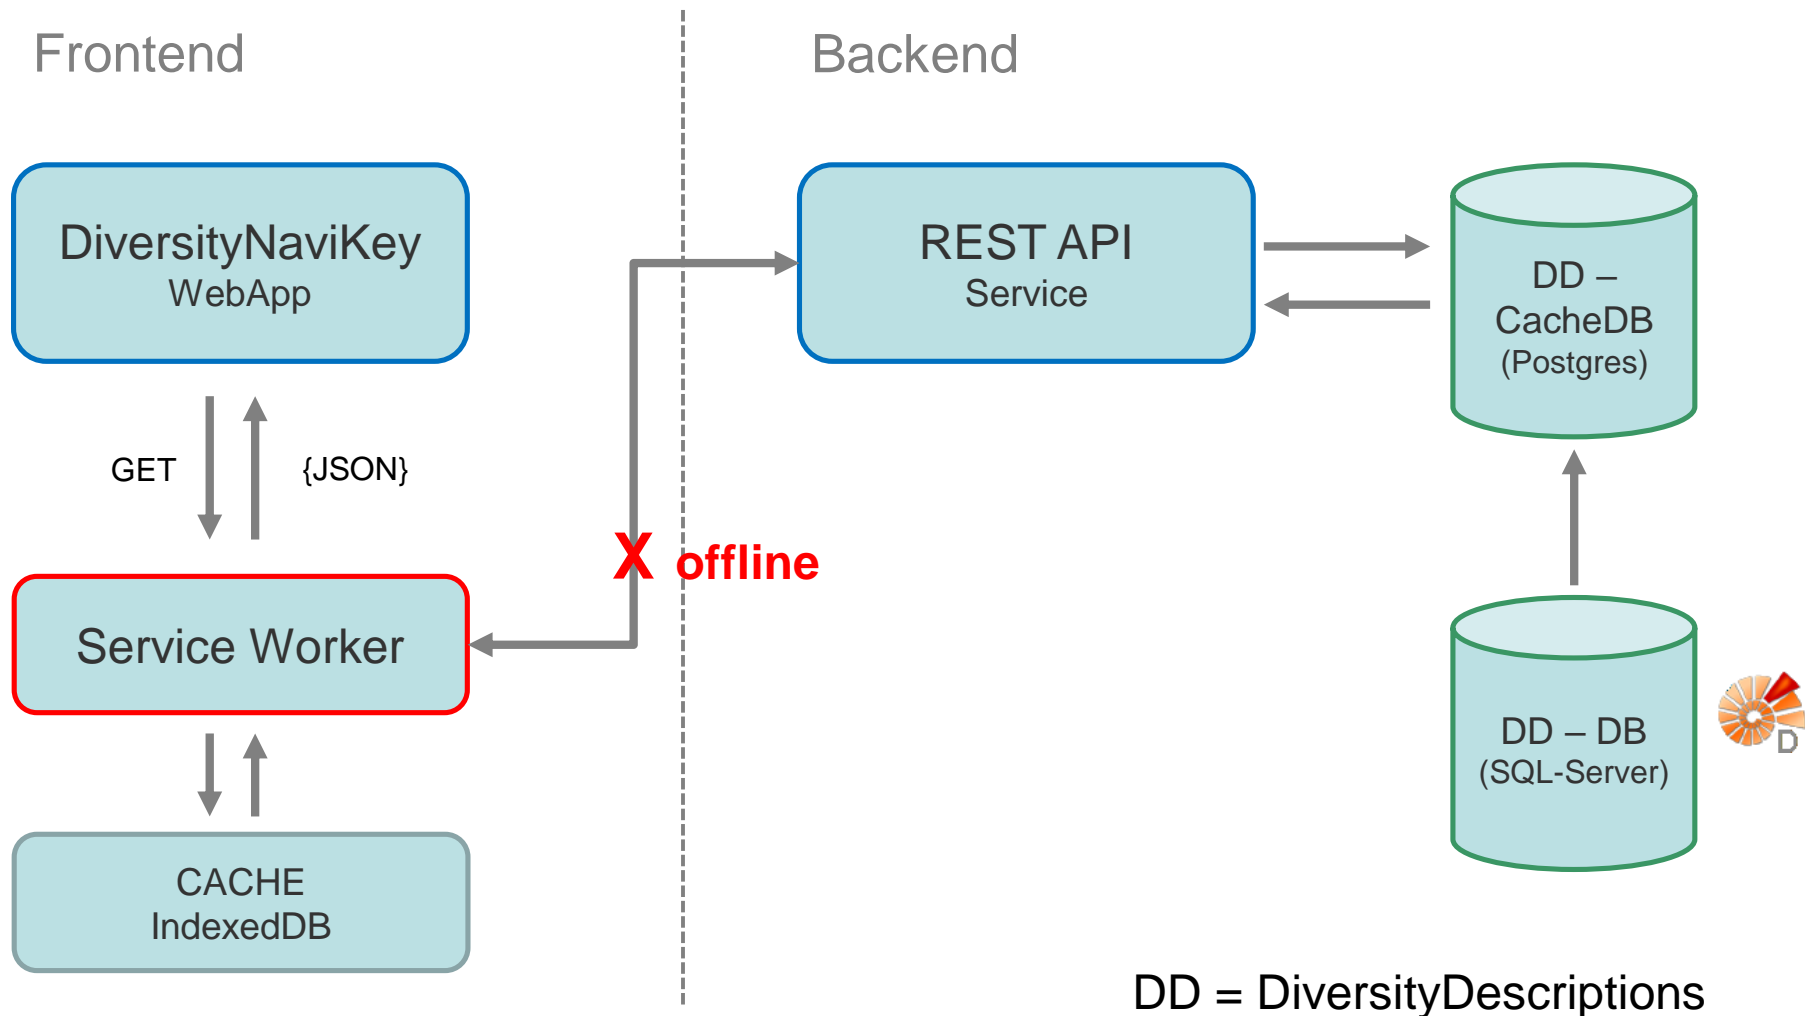 Frontend
Backend
DiversityNaviKey
WebApp
REST API
Service
DD –
CacheDB
(Postgres)
GET
{JSON}
X offline
Service Worker
DD – DB
(SQL-Server)
D
CACHE
IndexedDB
DD = DiversityDescriptions